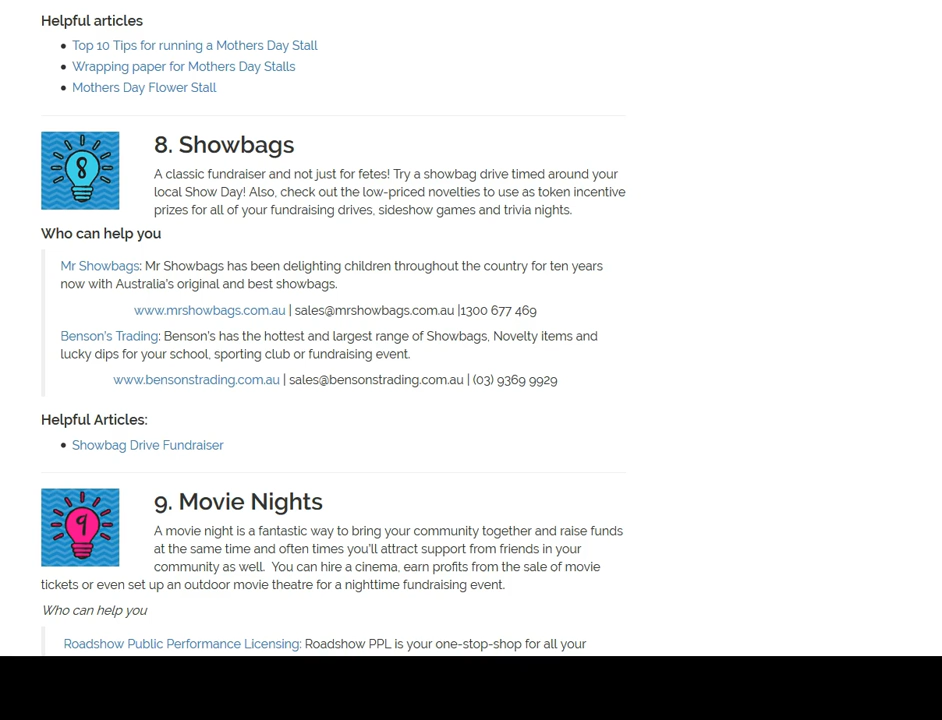 Helpful articles
Top 10 Tips for running a Mothers Day Stall
Wrapping paper for Mothers Day Stalls
Mothers Day Flower Stall
8
8. Showbags
A classic fundraiser and not just for fetes! Try a showbag drive timed around your
local Show Day! Also, check out the low-priced novelties to use as token incentive
prizes for all of your fundraising drives, sideshow games and trivia nights.
Who can help you
Mr Showbags: Mr Showbags has been delighting children throughout the country for ten years
now with Australia's original and best showbags.
www.mrshowbags.com.au | sales@mrshowbags.com.au |1300 677 469
Benson's Trading: Benson's has the hottest and largest range of Showbags, Novelty items and
lucky dips for your school, sporting club or fundraising event.
www.bensonstrading.com.au | sales@bensonstrading.com.au | (03) 9369 9929
Helpful Articles:
Showbag Drive Fundraiser
9
9. Movie Nights
A movie night is a fantastic way to bring your community together and raise funds
at the same time and often times you'll attract support from friends in your
community as well. You can hire a cinema, earn profits from the sale of movie
tickets or even set up an outdoor movie theatre for a nighttime fundraising event.
Who can help you
Roadshow Public Performance Licensing: Roadshow PPL is your one-stop-shop for all your